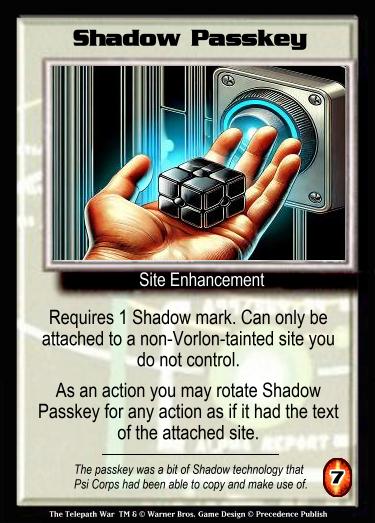 Shadow Passkey
Site Enhancement
Requires 1 Shadow mark. Can only be
attached to a non-Vorlon-tainted site you
do not control.
As an action you may rotate Shadow
Passkey for any action as if it had the text
of the attached site.
The passkey was a bit of Shadow technology that
Psi Corps had been able to copy and make use of.
7
The Telepath War TM & © Warner Bros. Game Design © Precedence Publish